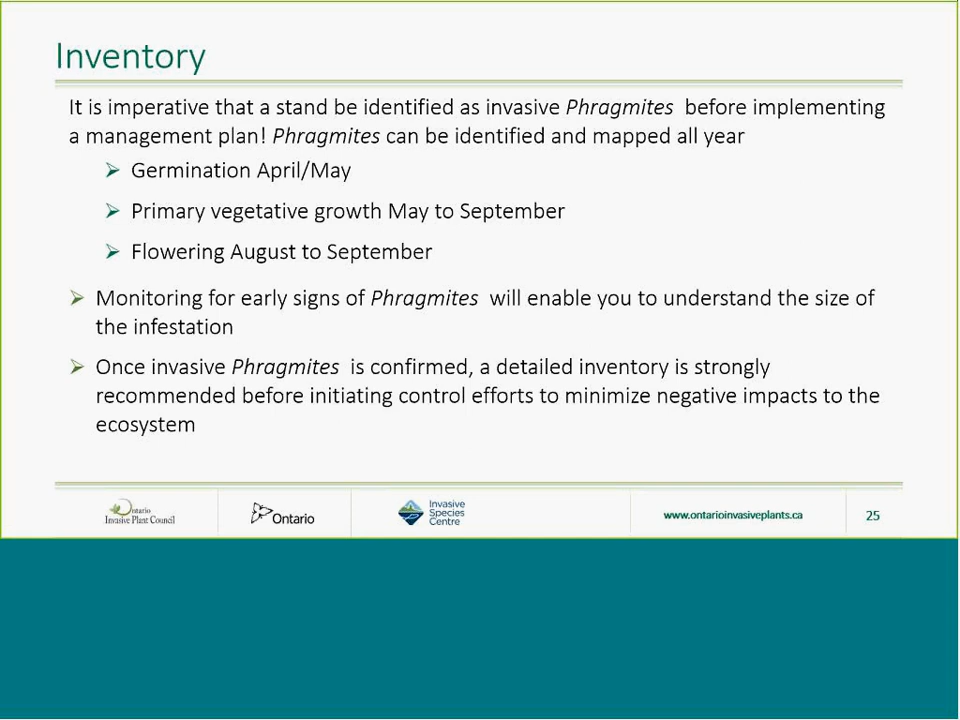 Inventory
It is imperative that a stand be identified as invasive Phragmites before implementing
a management plan! Phragmites can be identified and mapped all year
➢ Germination April/May
➢ Primary vegetative growth May to September
➢ Flowering August to September
➢ Monitoring for early signs of Phragmites will enable you to understand the size of
the infestation
➢ Once invasive Phragmites is confirmed, a detailed inventory is strongly
recommended before initiating control efforts to minimize negative impacts to the
ecosystem
Ontario
Invasive Plant Council
Ontario
Invasive
Species
Centre
www.ontarioinvasiveplants.ca
25